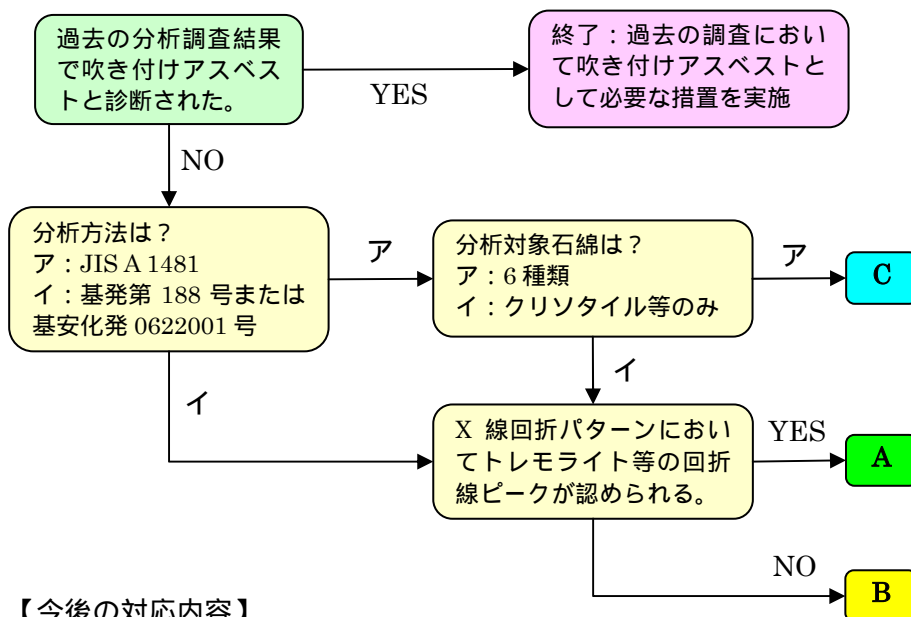 過去の分析調査結果
で吹き付けアスベス
トと診断された。
YES
終了：過去の調査におい
て吹き付けアスベストと
して必要な措置を実施
NO
分析方法は？
ア：JIS A 1481
イ：基発第 188 号または
基安化発 0622001 号
ア
分析対象石綿は？
ア：6 種類
イ：クリソタイル等のみ
ア
C
イ
イ
X 線回折パターンにおい
てトレモライト等の回折
線ピークが認められる。
YES
A
NO
B
【今後の対応内容】